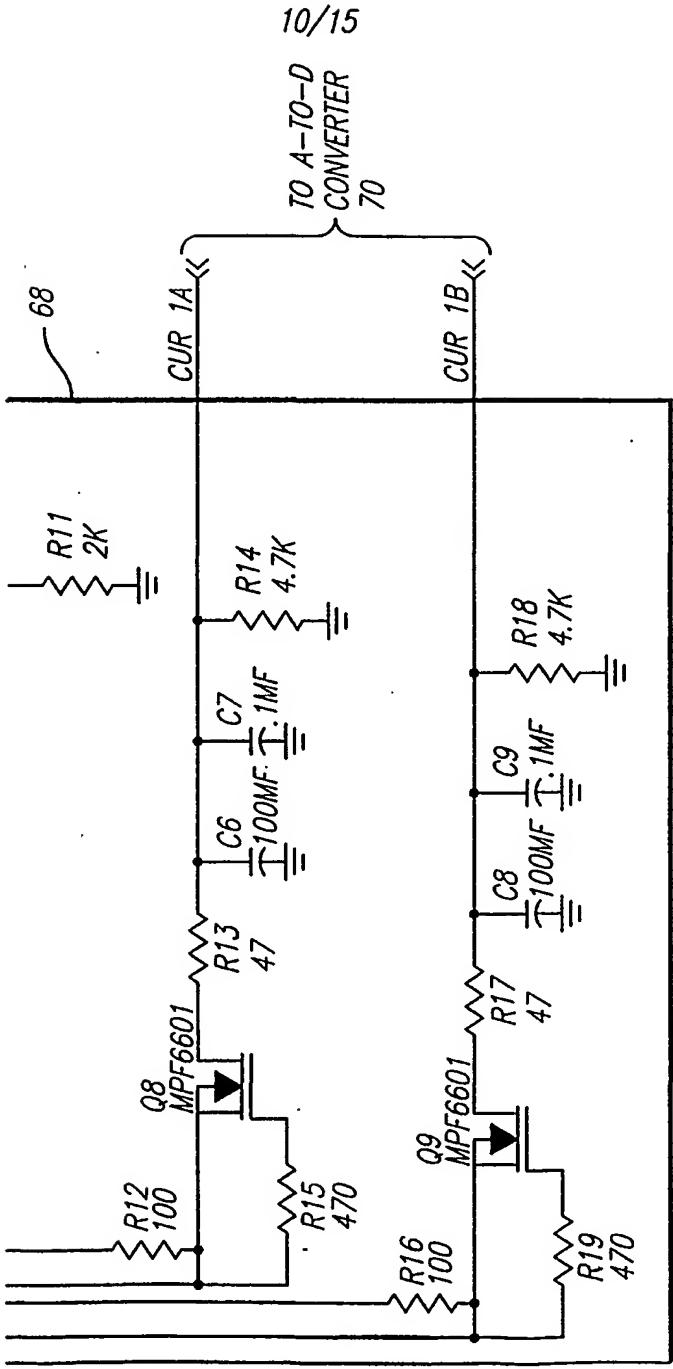 10/15
TO A-TO-D
CONVERTER
70
68
CUR 1A
CUR 1B
R11
2K
R14
4.7K
C7
.1MF
C6
100MF
R13
47
Q8
MPF6601
R12
100
R15
470
R18
4.7K
C9
.1MF
C8
100MF
R17
47
Q9
MPF6601
R16
100
R19
470